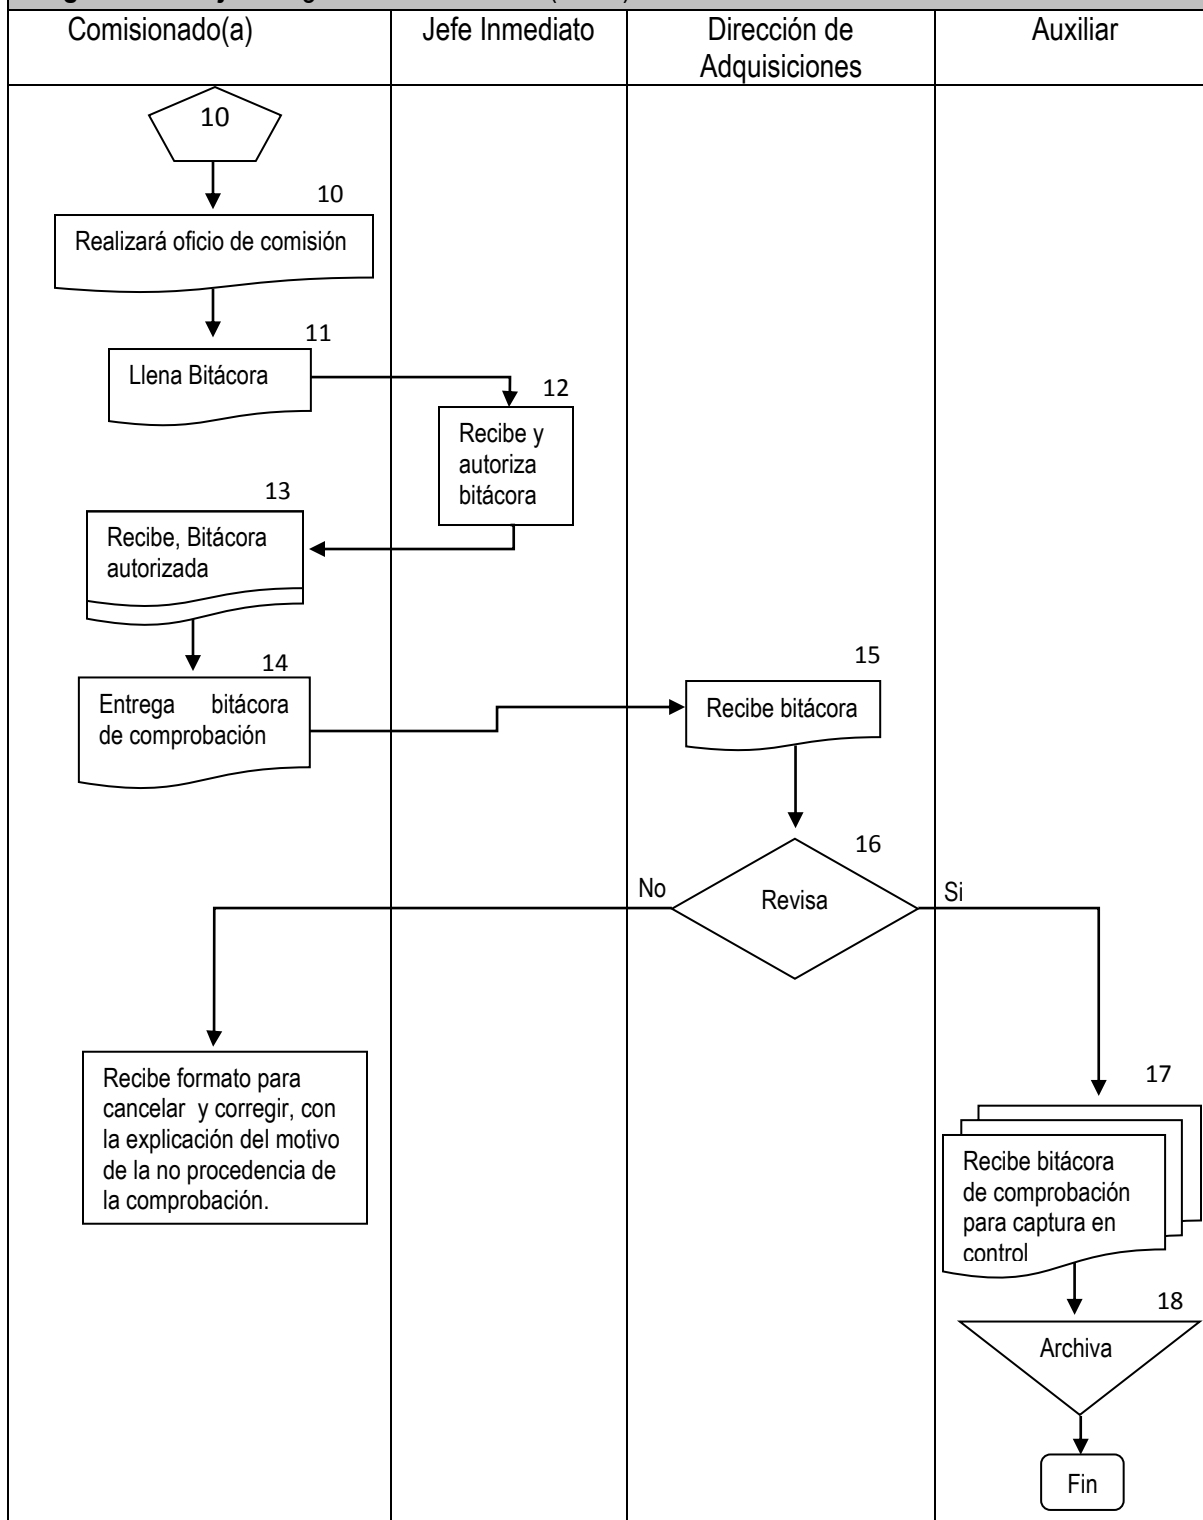 Comisionado(a)
Jefe Inmediato
Dirección de
Adquisiciones
Auxiliar
10
10
Realizará oficio de comisión
11
Llena Bitácora
12
Recibe y
autoriza
bitácora
13
Recibe, Bitácora
autorizada
14
Entrega bitácora
de comprobación
15
Recibe bitácora
16
Revisa
No
Si
Recibe formato para
cancelar y corregir, con
la explicación del motivo
de la no procedencia de
la comprobación.
17
Recibe bitácora
de comprobación
para captura en
control
18
Archiva
Fin